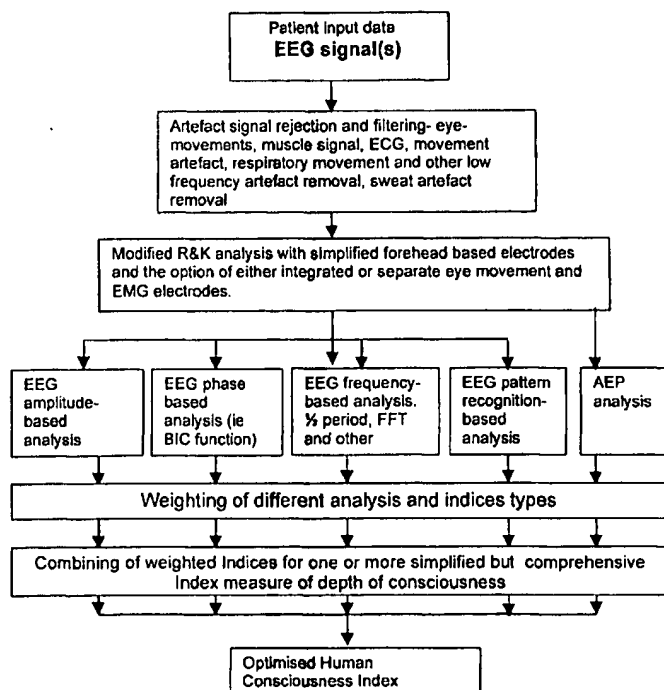 Patient input data
EEG signal(s)
Artefact signal rejection and filtering- eye-
movements, muscle signal, ECG, movement
artefact, respiratory movement and other low
frequency artefact removal, sweat artefact
removal
Modified R&K analysis with simplified forehead based electrodes
and the option of either integrated or separate eye movement and
EMG electrodes.
EEG
amplitude-
based
analysis
EEG phase
based
analysis (ie
BIC function)
EEG frequency-
based analysis.
½ period, FFT
and other
EEG pattern
recognition-
based
analysis
AEP
analysis
Weighting of different analysis and indices types
Combining of weighted Indices for one or more simplified but comprehensive
Index measure of depth of consciousness
Optimised Human
Consciousness Index